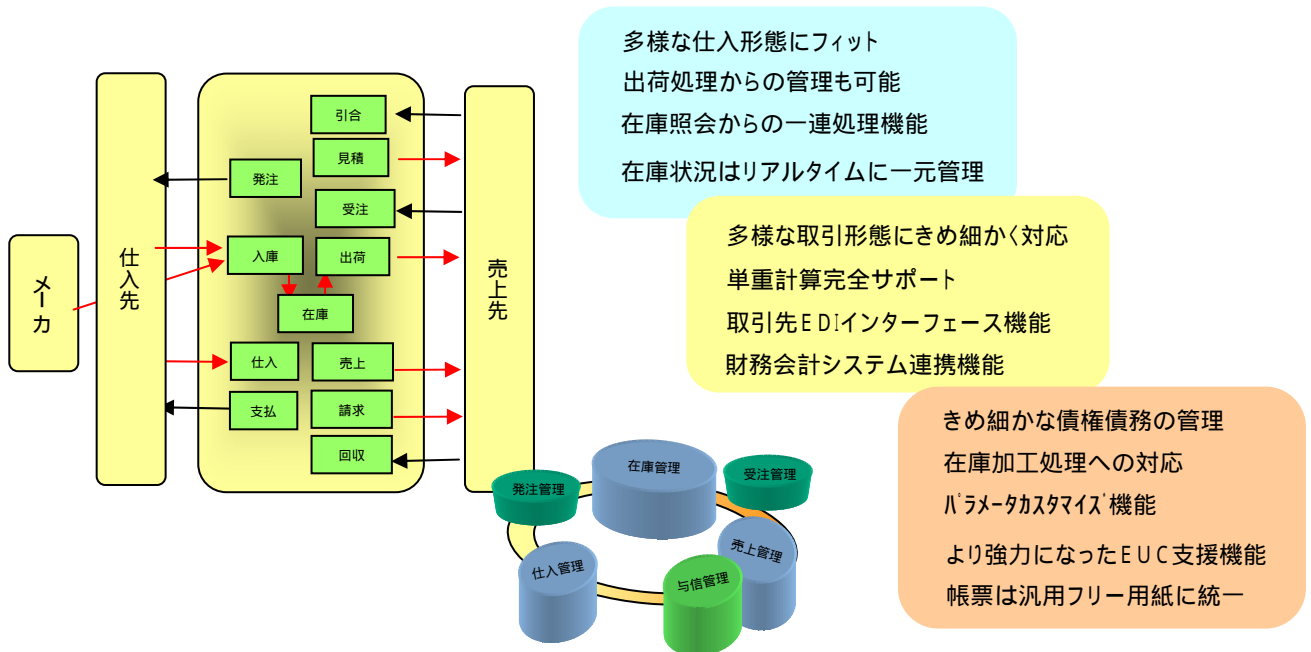 メーカ
仕入先
引合
見積
発注
受注
入庫
出荷
在庫
仕入
売上
支払
請求
回収
売上先
多様な仕入形態にフィット
出荷処理からの管理も可能
在庫照会からの一連処理機能
在庫状況はリアルタイムに一元管理
多様な取引形態にきめ細かく対応
単重計算完全サポート
取引先EDIインターフェース機能
財務会計システム連携機能
きめ細かな債権債務の管理
在庫加工処理への対応
ﾊﾟﾗﾒｰﾀｶｽﾀﾏｲｽﾞ機能
より強力になったEUC支援機能
帳票は汎用フリー用紙に統一
在庫管理
受注管理
発注管理
売上管理
仕入管理
与信管理